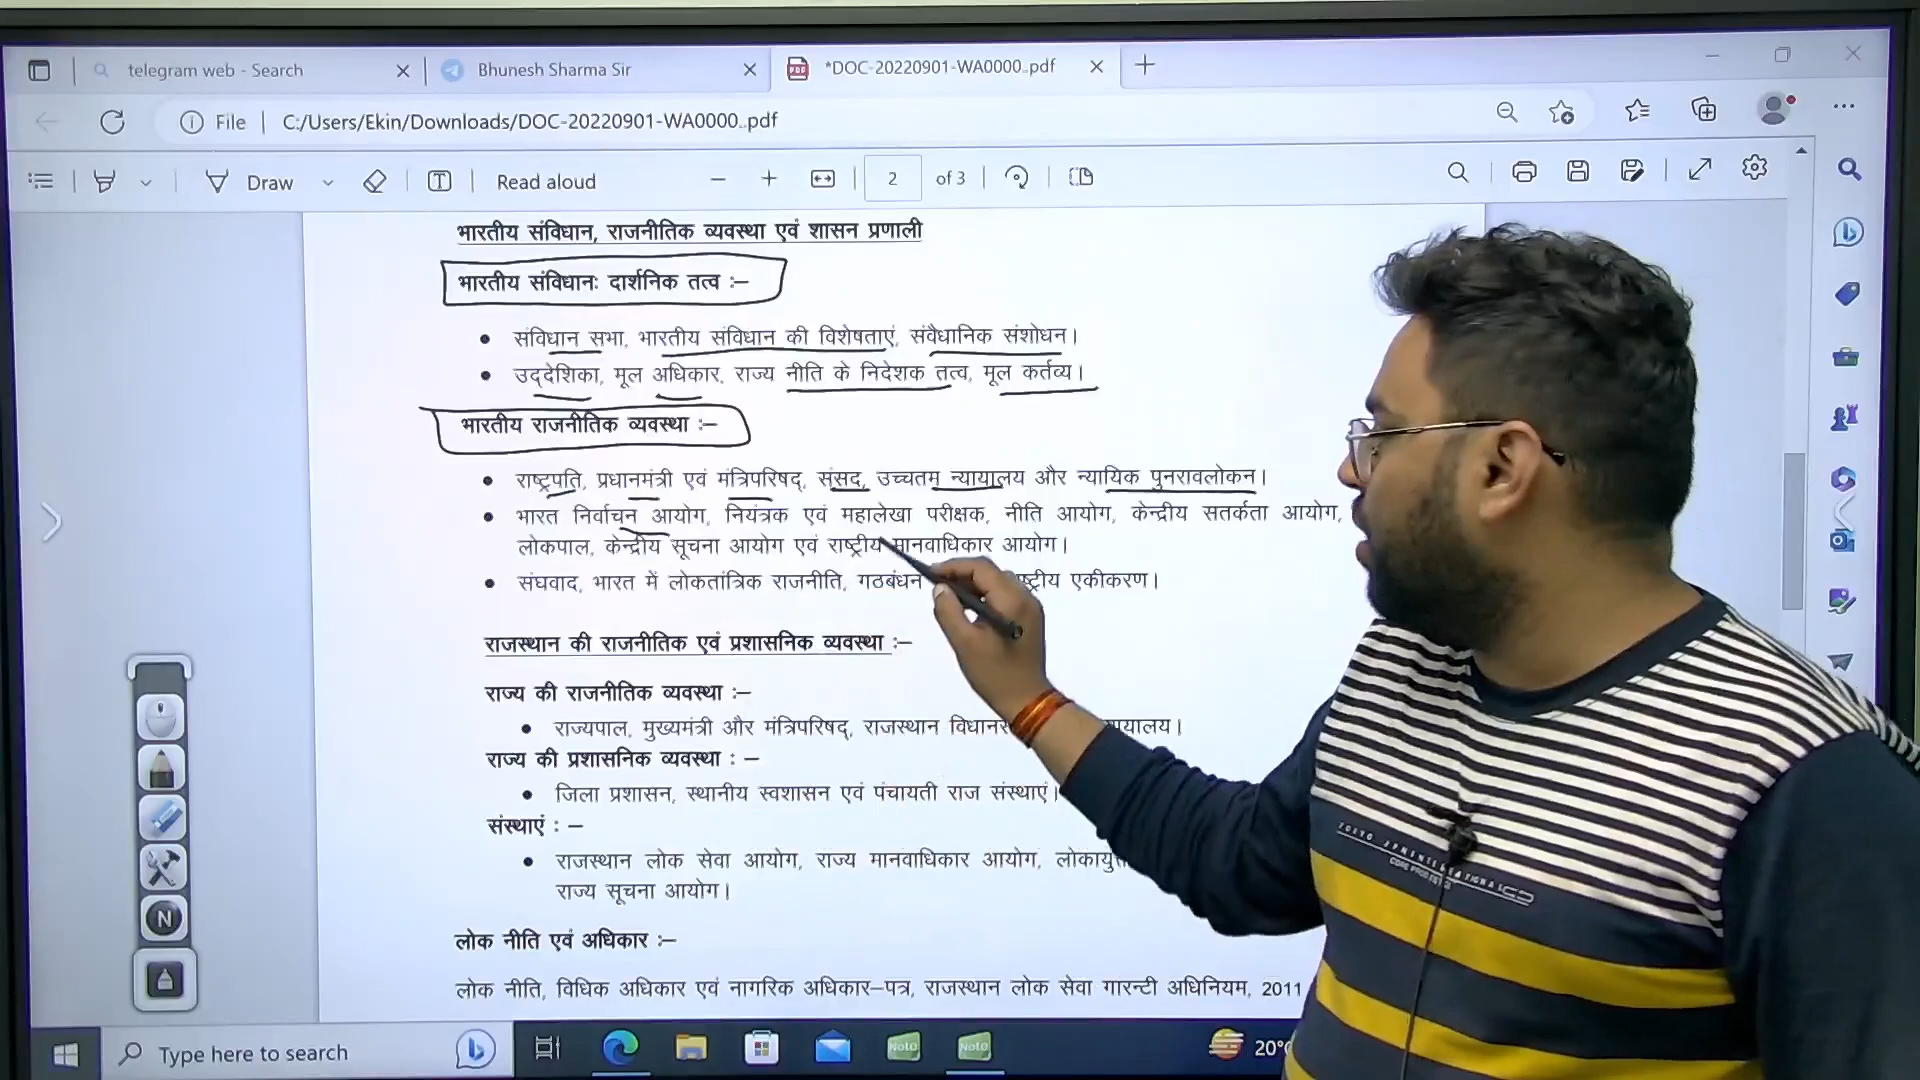 telegram web - Search
Bhunesh Sharma Sir
*DOC-20220901-WA0000..pdf
File
C:/Users/Ekin/Downloads/DOC-20220901-WA0000..pdf
Draw
Read aloud
2
of 3
भारतीय संविधान, राजनीतिक व्यवस्था एवं शासन प्रणाली
भारतीय संविधानः दार्शनिक तत्व :–
• संविधान सभा, भारतीय संविधान की विशेषताएं, संवैधानिक संशोधन।
• उद्देशिका, मूल अधिकार, राज्य नीति के निदेशक तत्व, मूल कर्तव्य।
भारतीय राजनीतिक व्यवस्था :–
• राष्ट्रपति, प्रधानमंत्री एवं मंत्रिपरिषद्, संसद, उच्चतम न्यायालय और न्यायिक पुनरावलोकन।
• भारत निर्वाचन आयोग, नियंत्रक एवं महालेखा परीक्षक, नीति आयोग, केन्द्रीय सतर्कता आयोग,
लोकपाल, केन्द्रीय सूचना आयोग एवं राष्ट्रीय मानवाधिकार आयोग।
• संघवाद, भारत में लोकतांत्रिक राजनीति, गठबंधन एकीकरण।
राजस्थान की राजनीतिक एवं प्रशासनिक व्यवस्था :–
राज्य की राजनीतिक व्यवस्था :–
• राज्यपाल, मुख्यमंत्री और मंत्रिपरिषद्, राजस्थान
राज्य की प्रशासनिक व्यवस्था : –
• जिला प्रशासन, स्थानीय स्वशासन एवं पंचायती राज संस्थाएं।
संस्थाएं : –
• राजस्थान लोक सेवा आयोग, राज्य मानवाधिकार आयोग,
राज्य सूचना आयोग।
लोक नीति एवं अधिकार :–
लोक नीति, विधिक अधिकार एवं नागरिक अधिकार–पत्र, राजस्थान लोक सेवा गारन्टी अधिनियम, 2011
N
Type here to search
Note
Note
20°